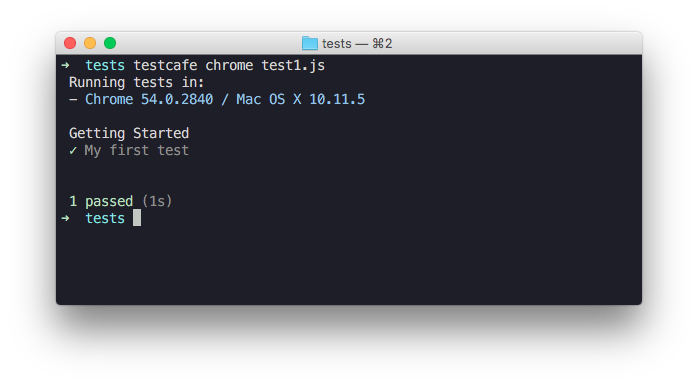 tests — ⌘2
→ tests testcafe chrome test1.js
Running tests in:
- Chrome 54.0.2840 / Mac OS X 10.11.5
Getting Started
✓ My first test
1 passed (1s)
→ tests